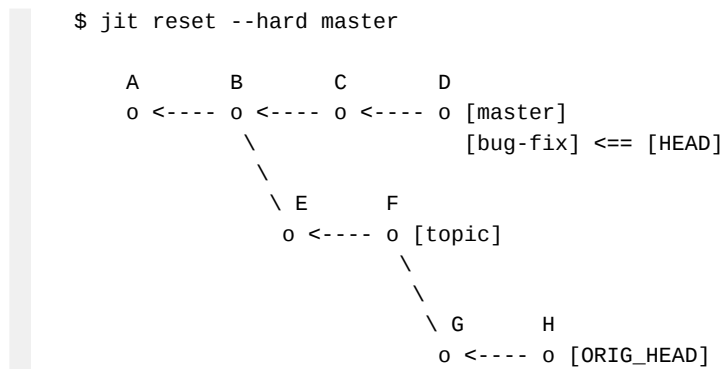 $ jit reset --hard master
A B C D
o <---- o <---- o <---- o [master]
\ [bug-fix] <== [HEAD]
\
\ E F
o <---- o [topic]
\
\
\ G H
o <---- o [ORIG_HEAD]